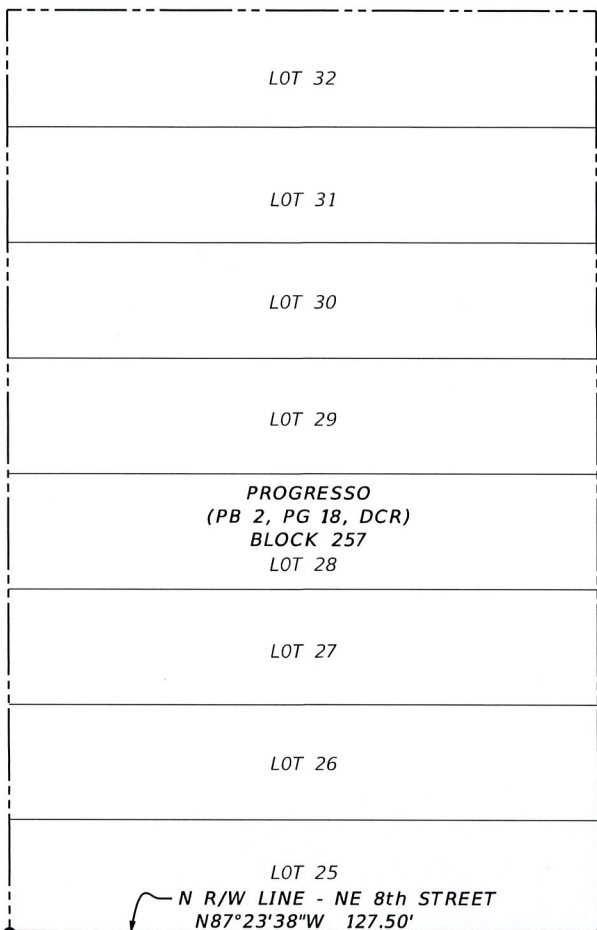 LOT 32
LOT 31
LOT 30
LOT 29
PROGRESSO
(PB 2, PG 18, DCR)
BLOCK 257
LOT 28
LOT 27
LOT 26
LOT 25
N R/W LINE - NE 8th STREET
N87°23'38"W 127.50'